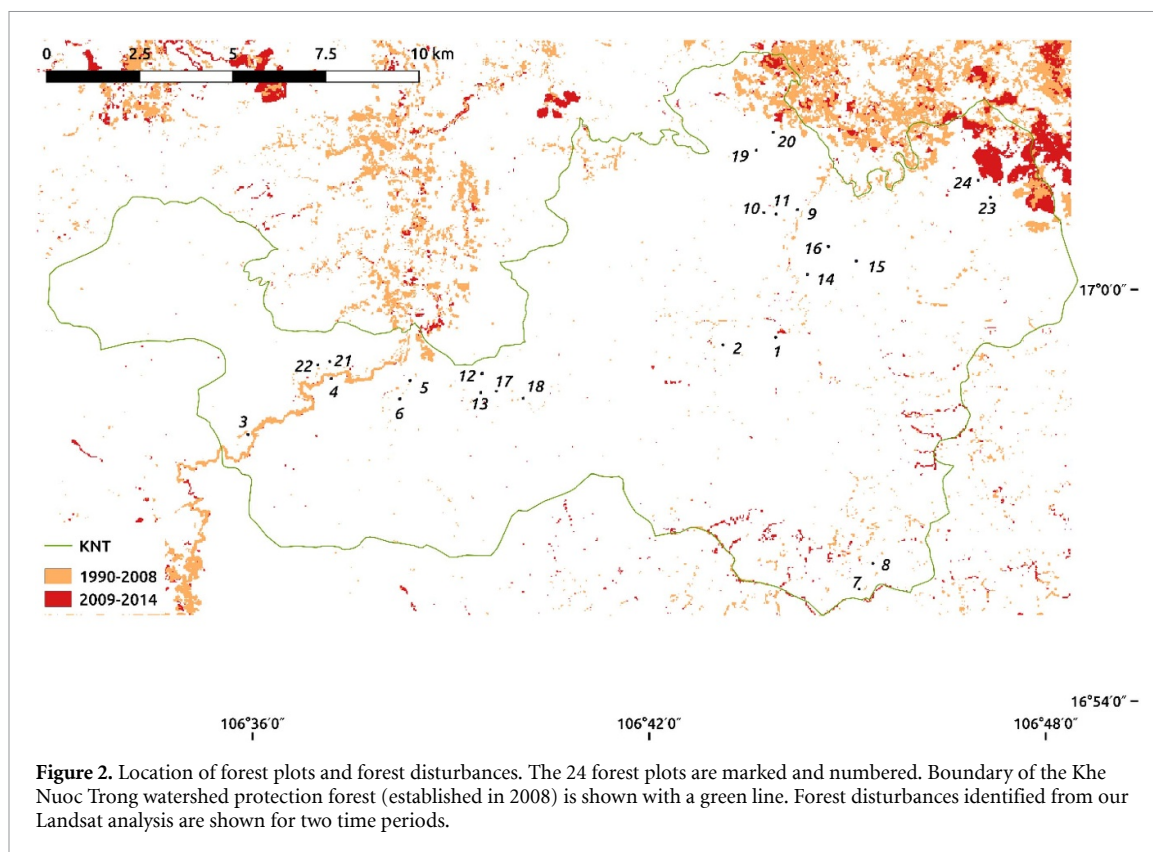 0 2.5 5 7.5 10 km
20
19
24
23
10 11 9
16
15
14
17°0′0″
2 1
22 21
4
5
12 17 18
6 13
3
KNT
1990-2008
2009-2014
8
7
16°54′0″
106°36′0″ 106°42′0″ 106°48′0″
Figure 2. Location of forest plots and forest disturbances. The 24 forest plots are marked and numbered. Boundary of the Khe
Nuoc Trong watershed protection forest (established in 2008) is shown with a green line. Forest disturbances identified from our
Landsat analysis are shown for two time periods.